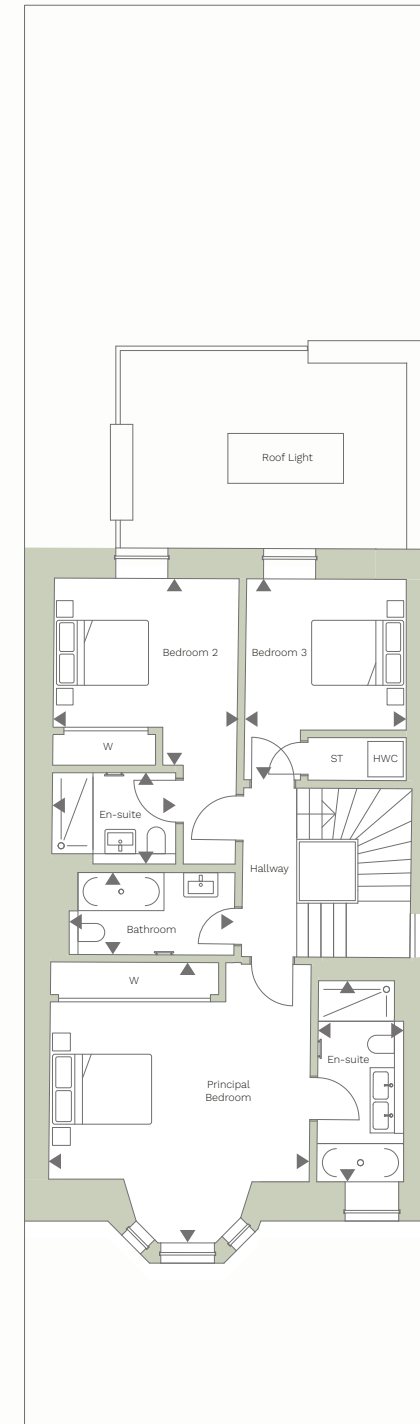 Roof Light
Bedroom 2
Bedroom 3
W
ST
HWC
En-suite
Hallway
Bathroom
W
En-suite
Principal
Bedroom